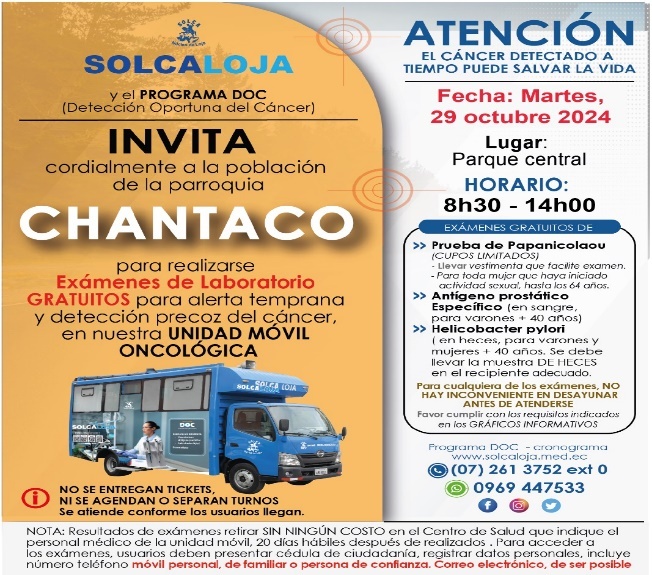 SOLCA
Núcleo de Loja
SOLCALOJA
y el PROGRAMA DOC
(Detección Oportuna del Cáncer)
INVITA
cordialmente a la población
de la parroquia
CHANTACO
para realizarse
Exámenes de Laboratorio
GRATUITOS para alerta temprana
y detección precoz del cáncer,
en nuestra UNIDAD MÓVIL
ONCOLÓGICA
SOLCA LOJA
SOLCA
DOC
NO SE ENTREGAN TICKETS,
NI SE AGENDAN O SEPARAN TURNOS
Se atiende conforme los usuarios llegan.
ATENCIÓN
EL CÁNCER DETECTADO A
TIEMPO PUEDE SALVAR LA VIDA
Fecha: Martes,
29 octubre 2024
Lugar:
Parque central
HORARIO:
8h30 - 14h00
EXÁMENES GRATUITOS DE
>> Prueba de Papanicolaou
(CUPOS LIMITADOS)
- Llevar vestimenta que facilite examen.
- Para toda mujer que haya iniciado
actividad sexual, hasta los 64 años.
>> Antígeno prostático
Específico (en sangre,
para varones + 40 años)
>> Helicobacter pylori
( en heces, para varones y
mujeres + 40 años. Se debe
llevar la muestra DE HECES
en el recipiente adecuado.
Para cualquiera de los exámenes, NO
HAY INCONVENIENTE EN DESAYUNAR
ANTES DE ATENDERSE
Favor cumplir con los requisitos indicados
en los GRÁFICOS INFORMATIVOS
Programa DOC - cronograma
www.solcaloja.med.ec
(07) 261 3752 ext 0
0969 447533
NOTA: Resultados de exámenes retirar SIN NINGÚN COSTO en el Centro de Salud que indique el
personal médico de la unidad móvil, 20 días hábiles después de realizados . Para acceder a
los exámenes, usuarios deben presentar cédula de ciudadanía, registrar datos personales, incluye
número teléfono móvil personal, de familiar o persona de confianza. Correo electrónico, de ser posible